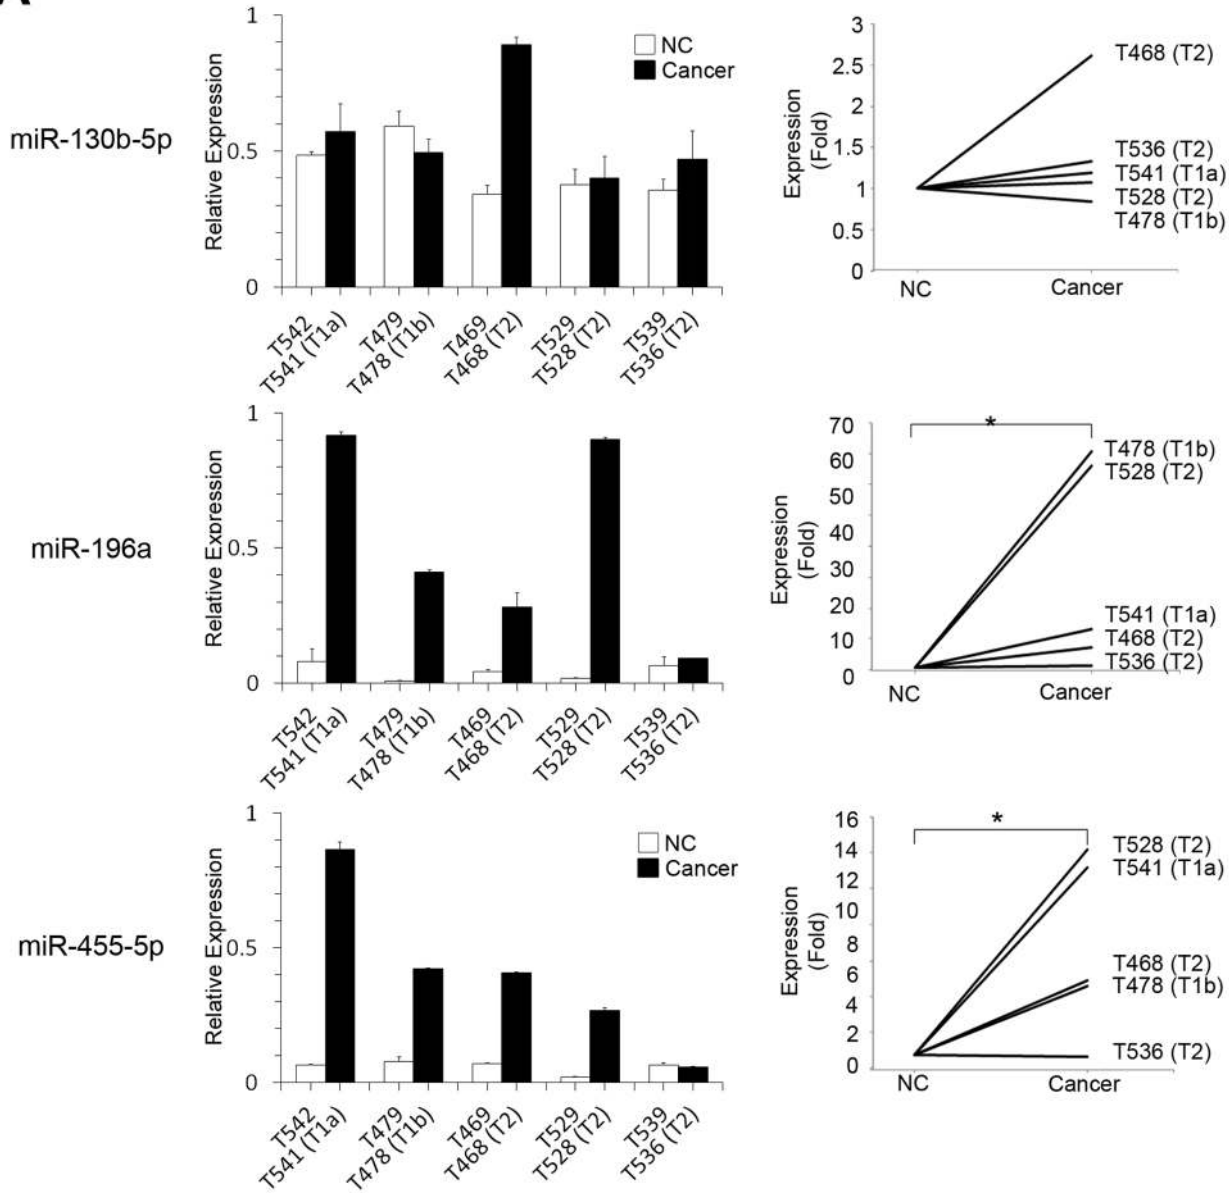 A
miR-130b-5p
Relative Expression
1
0.5
0
NC
Cancer
T542
T541 (T1a)
T479
T478 (T1b)
T469
T468 (T2)
T529
T528 (T2)
T539
T536 (T2)
Expression
(Fold)
3
2.5
2
1.5
1
0.5
0
NC
Cancer
T468 (T2)
T536 (T2)
T541 (T1a)
T528 (T2)
T478 (T1b)
miR-196a
Relative Expression
1
0.5
0
T542
T541 (T1a)
T479
T478 (T1b)
T469
T468 (T2)
T529
T528 (T2)
T539
T536 (T2)
Expression
(Fold)
70
60
50
40
30
20
10
0
*
NC
Cancer
T478 (T1b)
T528 (T2)
T541 (T1a)
T468 (T2)
T536 (T2)
miR-455-5p
Relative Expression
1
0.5
0
NC
Cancer
T542
T541 (T1a)
T479
T478 (T1b)
T469
T468 (T2)
T529
T528 (T2)
T539
T536 (T2)
Expression
(Fold)
16
14
12
10
8
6
4
2
0
*
NC
Cancer
T528 (T2)
T541 (T1a)
T468 (T2)
T478 (T1b)
T536 (T2)